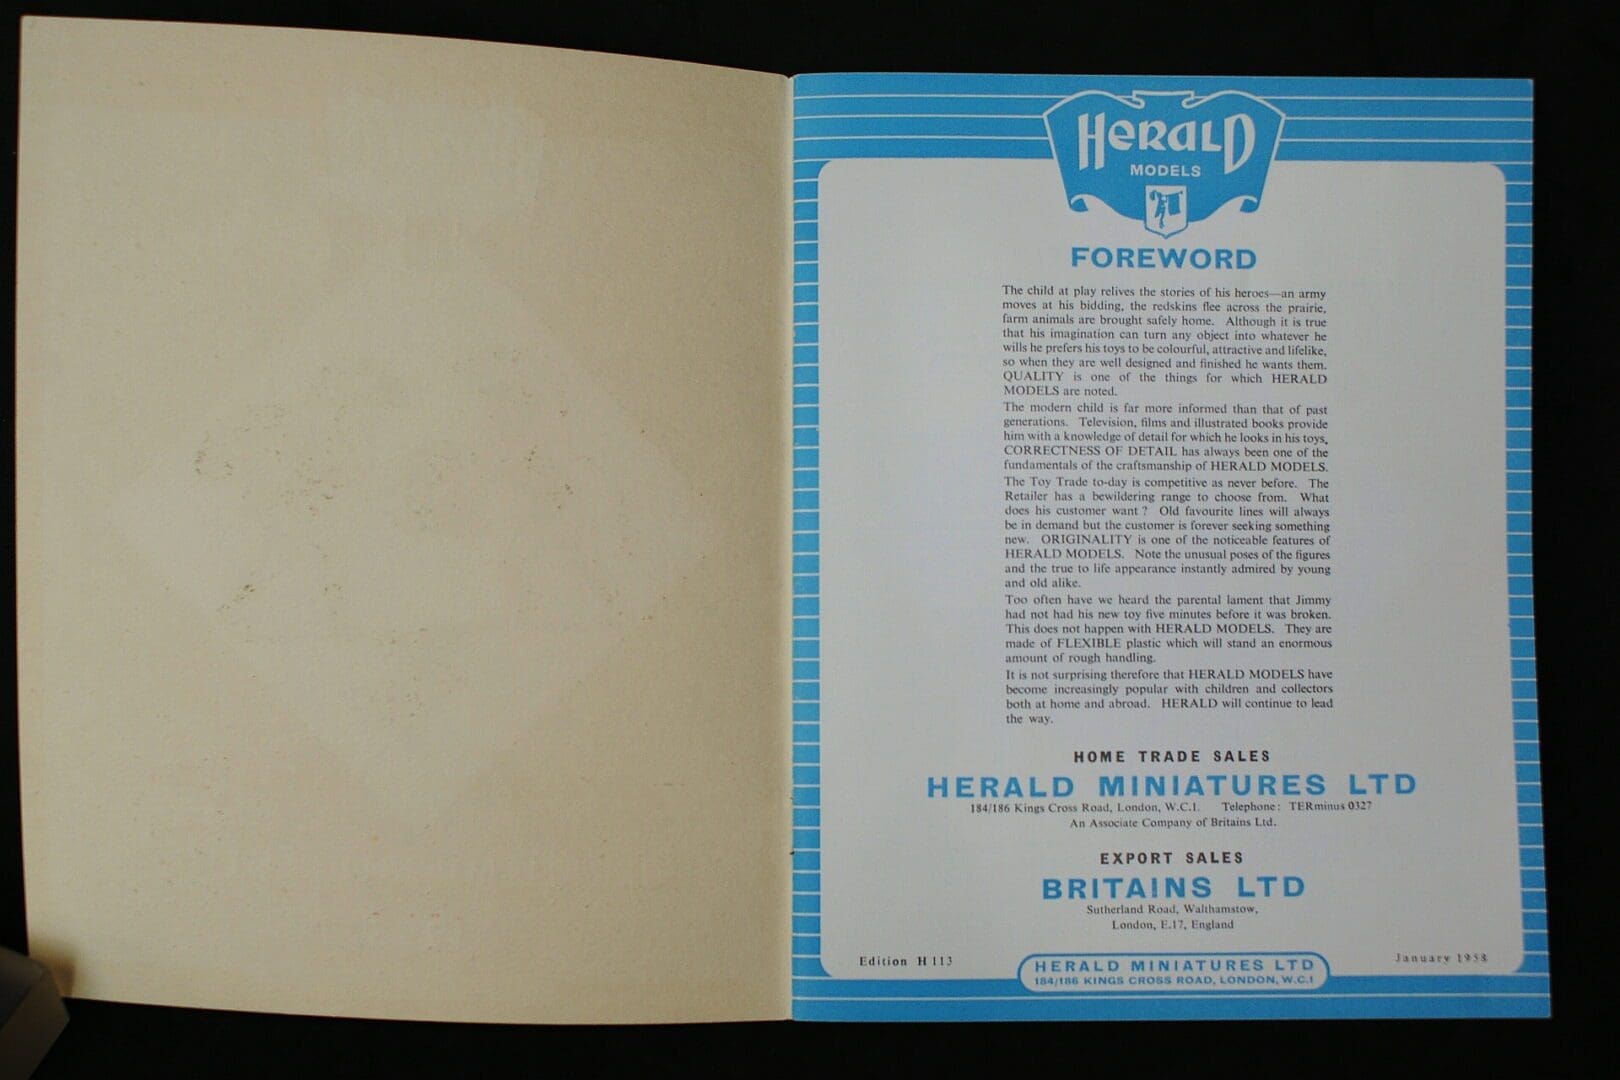 HERALD
MODELS
FOREWORD
The child at play relives the stories of his heroes—an army
moves at his bidding, the redskins flee across the prairie,
farm animals are brought safely home. Although it is true
that his imagination can turn any object into whatever he
wills he prefers his toys to be colourful, attractive and lifelike,
so when they are well designed and finished he wants them.
QUALITY is one of the things for which HERALD
MODELS are noted.
The modern child is far more informed than that of past
generations. Television, films and illustrated books provide
him with a knowledge of detail for which he looks in his toys,
CORRECTNESS OF DETAIL has always been one of the
fundamentals of the craftsmanship of HERALD MODELS.
The Toy Trade to-day is competitive as never before. The
Retailer has a bewildering range to choose from. What
does his customer want? Old favourite lines will always
be in demand but the customer is forever seeking something
new. ORIGINALITY is one of the noticeable features of
HERALD MODELS. Note the unusual poses of the figures
and the true to life appearance instantly admired by young
and old alike.
Too often have we heard the parental lament that Jimmy
had not had his new toy five minutes before it was broken.
This does not happen with HERALD MODELS. They are
made of FLEXIBLE plastic which will stand an enormous
amount of rough handling.
It is not surprising therefore that HERALD MODELS have
become increasingly popular with children and collectors
both at home and abroad. HERALD will continue to lead
the way.
HOME TRADE SALES
HERALD MINIATURES LTD
184/186 Kings Cross Road, London, W.C.1. Telephone: TERminus 0327
An Associate Company of Britains Ltd.
EXPORT SALES
BRITAINS LTD
Sutherland Road, Walthamstow,
London, E.17, England
Edition H 113
January 1958
HERALD MINIATURES LTD
184/186 KINGS CROSS ROAD, LONDON, W.C.1